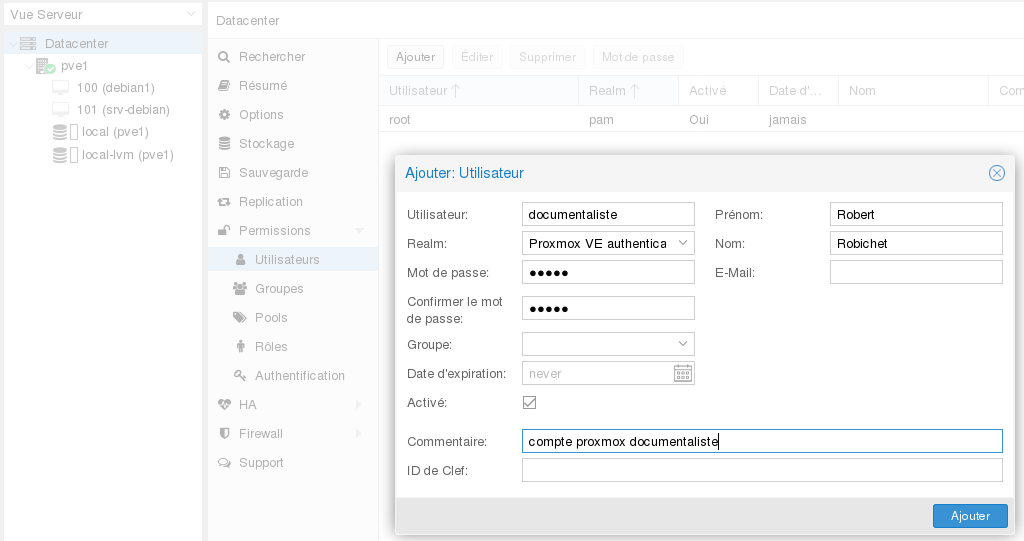 Vue Serveur
Datacenter
pve1
100 (debian1)
101 (srv-debian)
local (pve1)
local-lvm (pve1)
Datacenter
Rechercher
Résumé
Options
Stockage
Sauvegarde
Replication
Permissions
Utilisateurs
Groupes
Pools
Rôles
Authentification
HA
Firewall
Support
Ajouter Éditer Supprimer Mot de passe
Utilisateur Realm Activé Date d'... Nom Com
root pam Oui jamais
Ajouter: Utilisateur
Utilisateur: documentaliste
Prénom: Robert
Realm: Proxmox VE authentica
Nom: Robichet
Mot de passe: ●●●●●
E-Mail:
Confirmer le mot
de passe: ●●●●●
Groupe:
Date d'expiration: never
Activé:
Commentaire: compte proxmox documentaliste
ID de Clef:
Ajouter